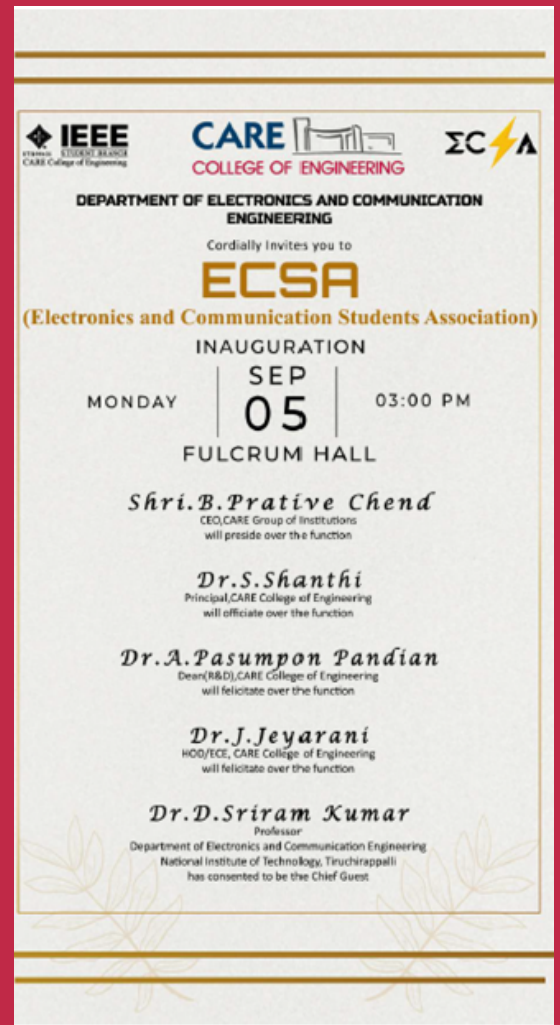 IEEE
STUDENT BRANCH
CARE College of Engineering
CARE
COLLEGE OF ENGINEERING
ΣCΛ
DEPARTMENT OF ELECTRONICS AND COMMUNICATION
ENGINEERING
Cordially Invites you to
ECSA
(Electronics and Communication Students Association)
INAUGURATION
MONDAY
SEP
05
03:00 PM
FULCRUM HALL
Shri.B.Prative Chend
CEO,CARE Group of Institutions
will preside over the function
Dr.S.Shanthi
Principal,CARE College of Engineering
will officiate over the function
Dr.A.Pasumpon Pandian
Dean(R&D),CARE College of Engineering
will felicitate over the function
Dr.J.Jeyarani
HOD/ECE, CARE College of Engineering
will felicitate over the function
Dr.D.Sriram Kumar
Professor
Department of Electronics and Communication Engineering
National Institute of Technology, Tiruchirappalli
has consented to be the Chief Guest